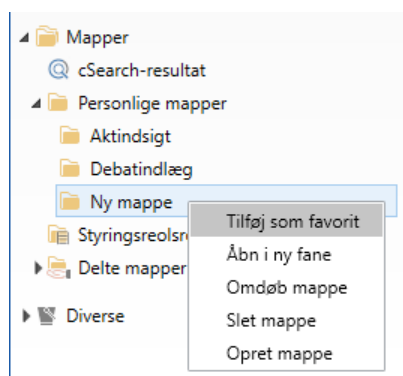 Mapper
cSearch-resultat
Personlige mapper
Aktindsigt
Debatindlæg
Ny mappe
Tilføj som favorit
Styringsreolsr
Åbn i ny fane
Delte mapper
Omdøb mappe
Slet mappe
Diverse
Opret mappe